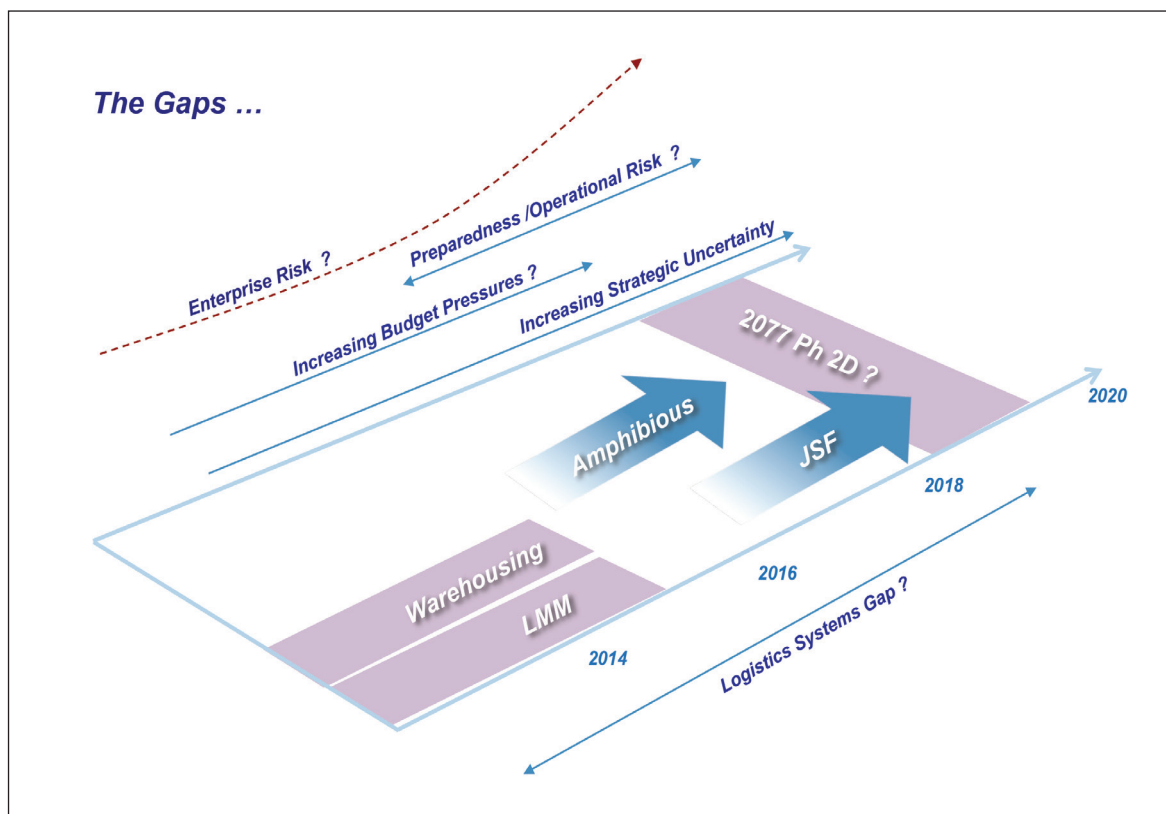 The Gaps ...
Enterprise Risk ?
Preparedness /Operational Risk ?
Increasing Budget Pressures ?
Increasing Strategic Uncertainty
2077 Ph 2D ?
Amphibious
JSF
Warehousing
LMM
2014
2016
2018
2020
Logistics Systems Gap ?